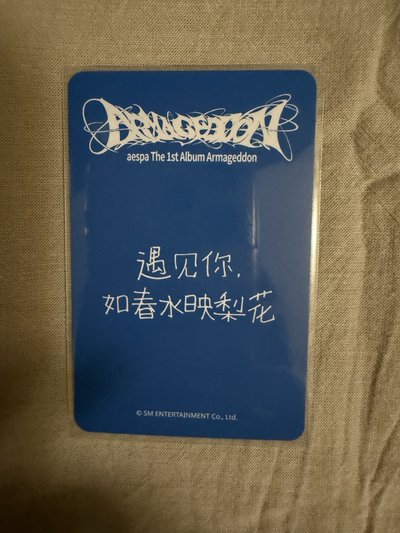 ARMAGEDDON
aespa The 1st Album Armageddon
遇见你,
如春水映梨花
© SM ENTERTAINMENT Co., Ltd.